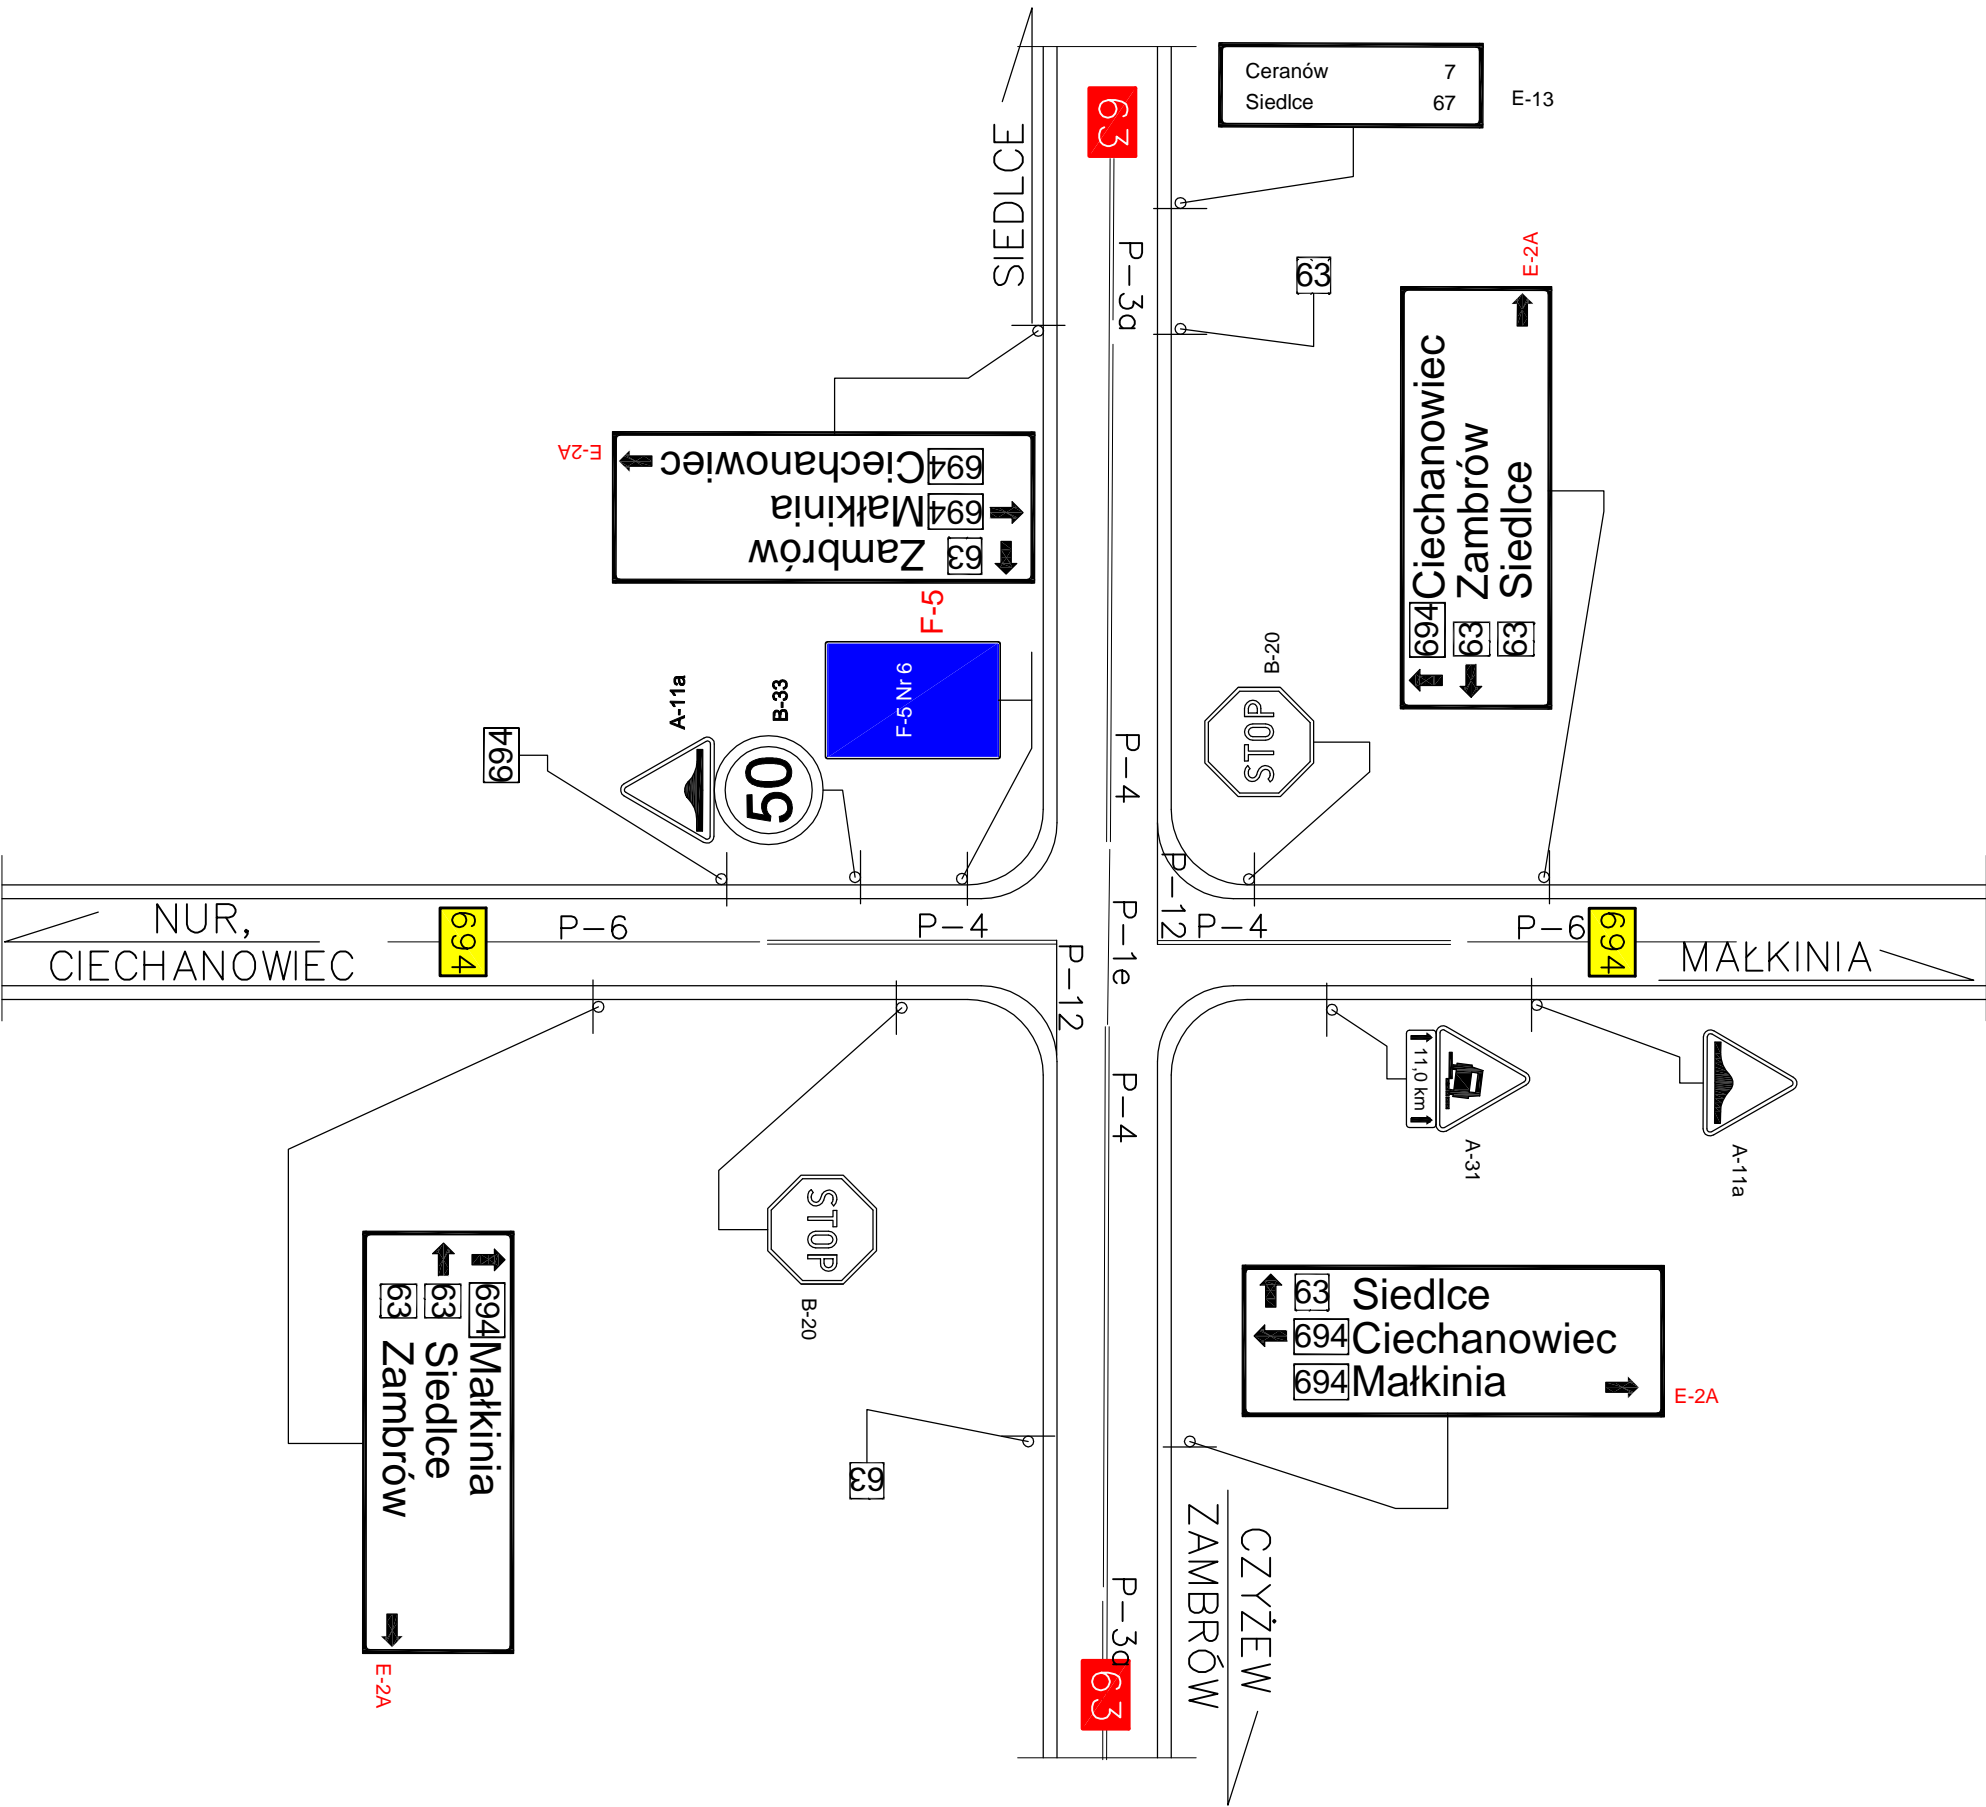 Ceranów 7
Siedlce 67
E-13
63
SIEDLCE
P-3a
63
E-2A
Ciechanowiec 694
Zambrów 63
Siedlce 63
E-2A
694 Ciechanowiec
694 Małkinia
63 Zambrów
F-5
F-5 Nr 6
A-11a
B-33
50
694
B-20
STOP
P-4
P-12
P-4
P-6
694
MAŁKINIA
NUR,
CIECHANOWIEC
694
P-6
P-4
P-1e
P-12
P-4
11,0 km
A-31
A-11a
STOP
B-20
63 Siedlce
694 Ciechanowiec
694 Małkinia
E-2A
694 Małkinia
63 Siedlce
63 Zambrów
E-2A
63
CZYŻEW
ZAMBRÓW
P-3a
63